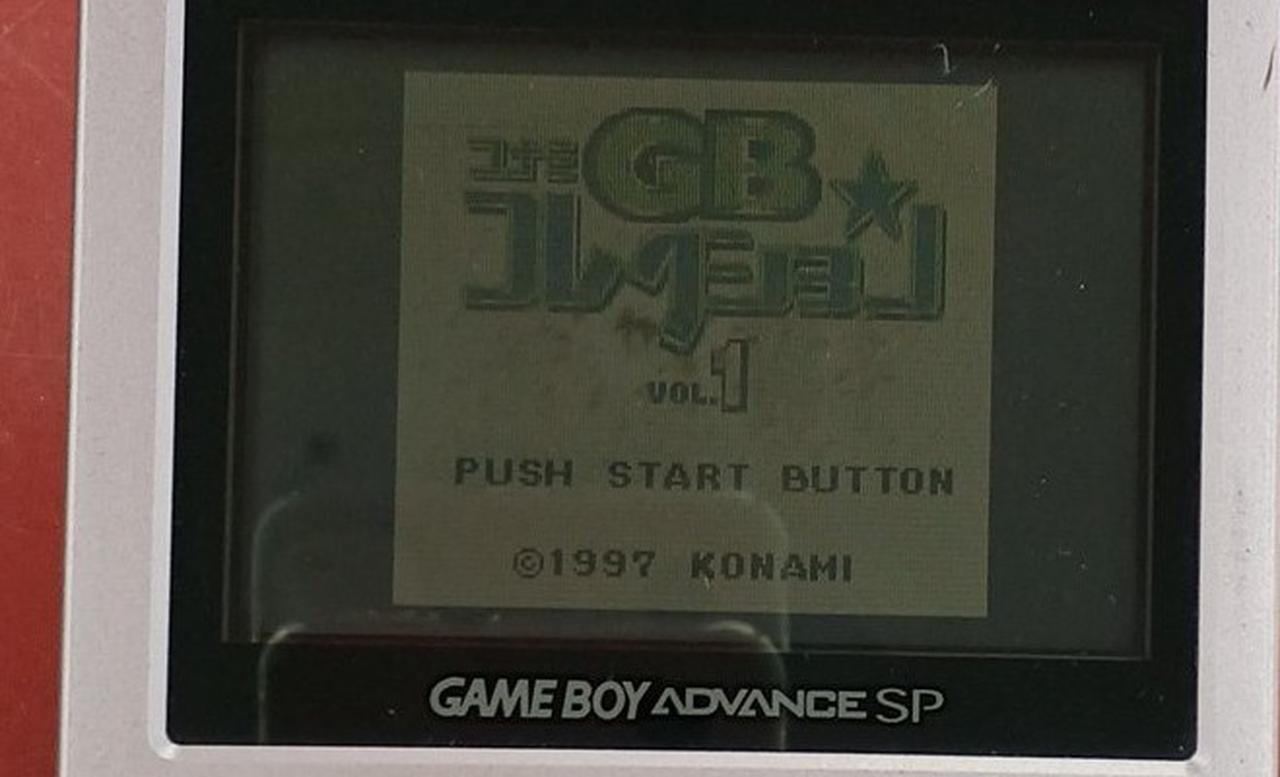 コナミ GB
コレクション
VOL.1
PUSH START BUTTON
©1997 KONAMI
GAME BOY ADVANCE SP